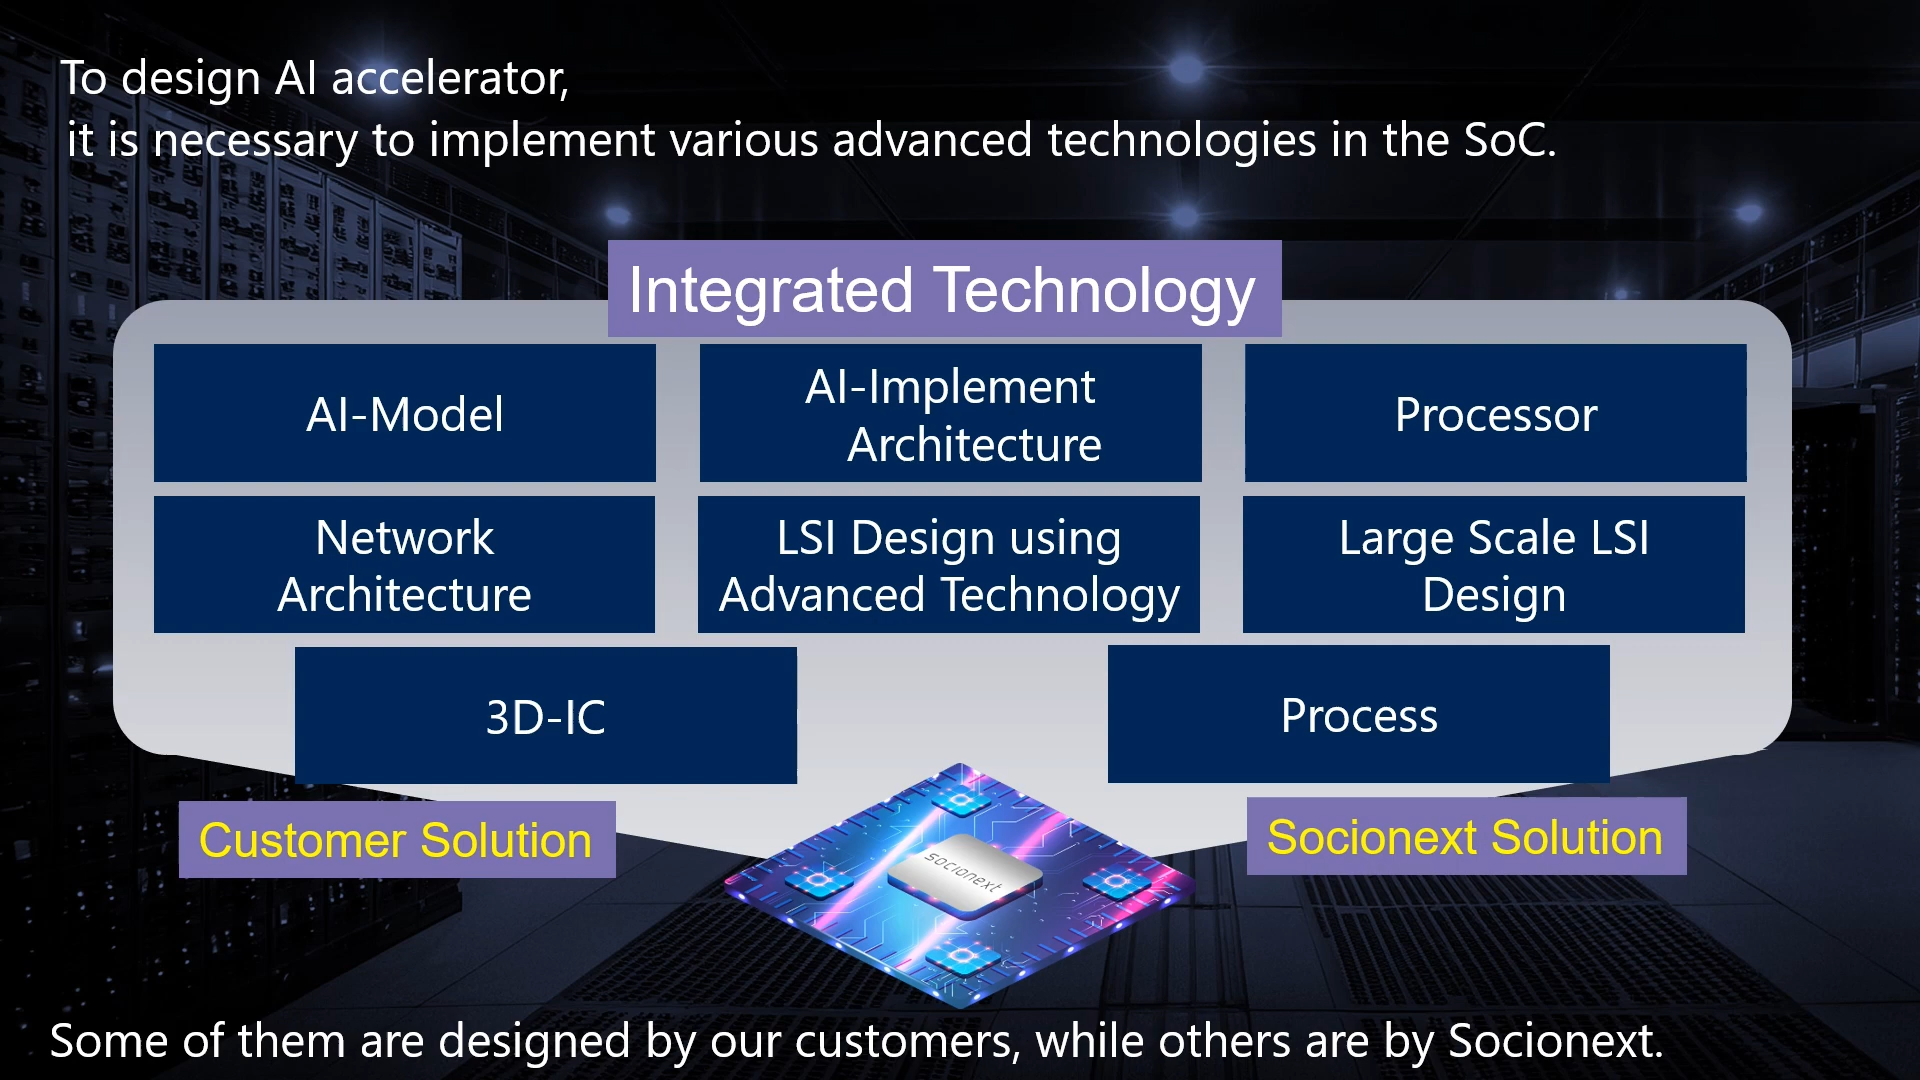 To design AI accelerator,
it is necessary to implement various advanced technologies in the SoC.
Integrated Technology
AI-Model
AI-Implement
Architecture
Processor
Network
Architecture
LSI Design using
Advanced Technology
Large Scale LSI
Design
3D-IC
Process
Customer Solution
Socionext Solution
socionext
Some of them are designed by our customers, while others are by Socionext.